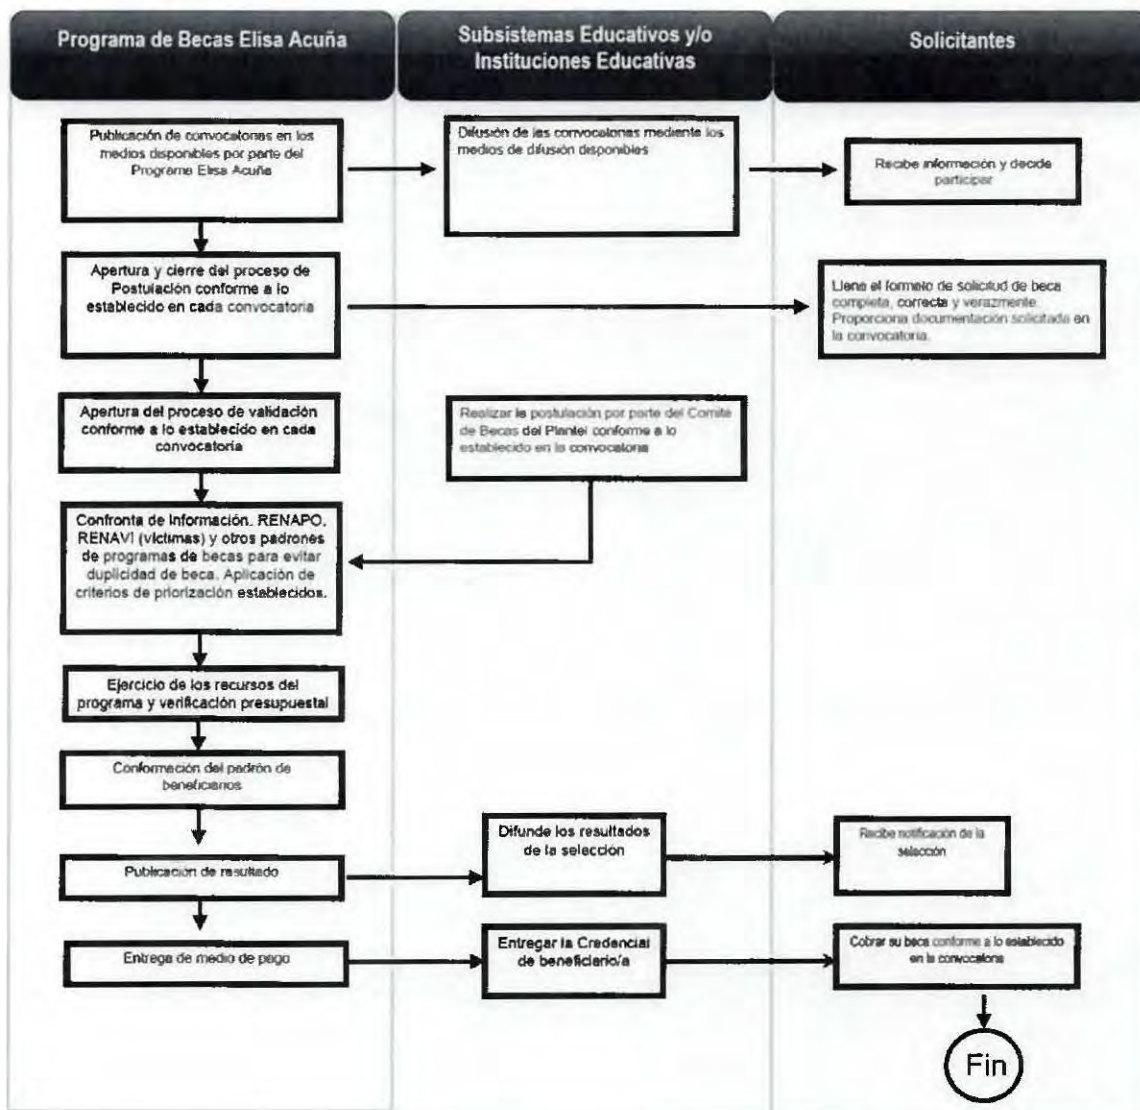 Programa de Becas Elisa Acuña
Subsistemas Educativos y/o
Instituciones Educativas
Solicitantes
Publicación de convocatorias en los
medios disponibles por parte del
Programa Elisa Acuña
Difusión de las convocatorias mediante los
medios de difusión disponibles
Recibe información y decide
participar
Apertura y cierre del proceso de
Postulación conforme a lo
establecido en cada convocatoria
Llene el formato de solicitud de beca
completa, correcta y verazmente.
Proporciona documentación solicitada en
la convocatoria.
Apertura del proceso de validación
conforme a lo establecido en cada
convocatoria
Realizar la postulación por parte del Comité
de Becas del Plantel conforme a lo
establecido en la convocatoria
Confronta de Información. RENAPO,
RENAVI (víctimas) y otros padrones
de programas de becas para evitar
duplicidad de beca. Aplicación de
criterios de priorización establecidos.
Ejercicio de los recursos del
programa y verificación presupuestal
Conformación del padrón de
beneficiarios
Publicación de resultado
Difunde los resultados
de la selección
Recibe notificación de la
selección
Entrega de medio de pago
Entregar la Credencial
de beneficiario/a
Cobrar su beca conforme a lo establecido
en la convocatoria
Fin